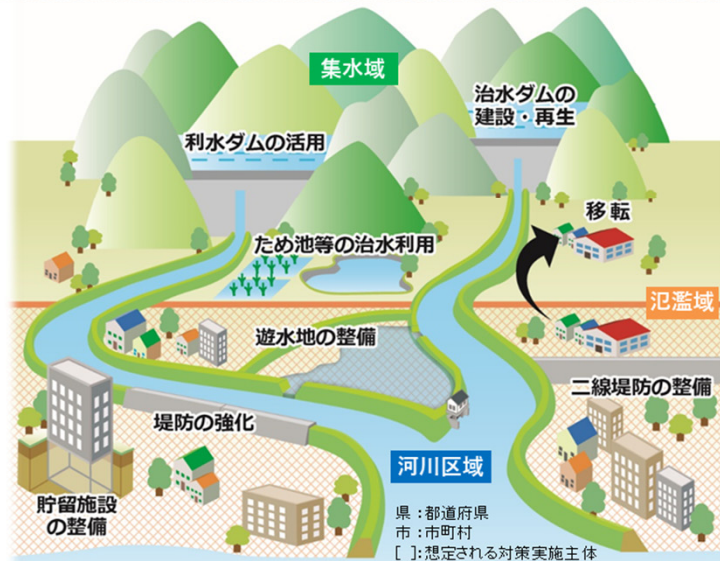 集水域
治水ダムの
建設・再生
利水ダムの活用
移転
ため池等の治水利用
氾濫域
遊水地の整備
二線堤防の整備
堤防の強化
河川区域
貯留施設
の整備
県：都道府県
市：市町村
[ ]：想定される対策実施主体